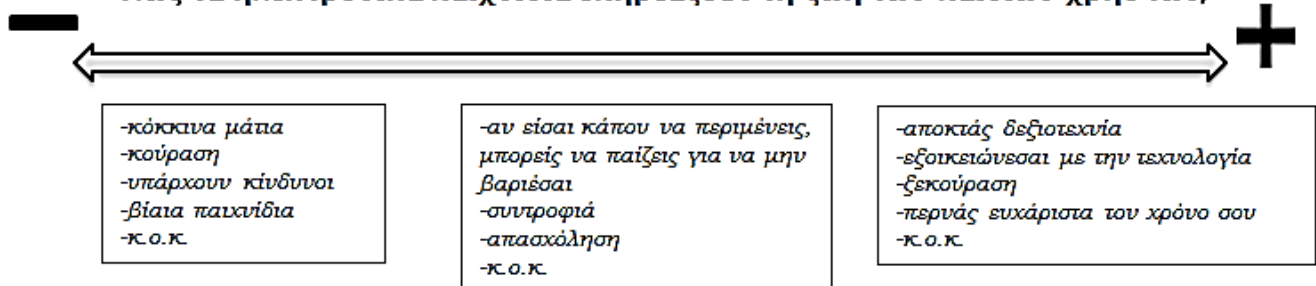 -κόκκινα μάτια
-κούραση
-υπάρχουν κίνδυνοι
-βίαια παιχνίδια
-κ.ο.κ.
-αν είσαι κάπου να περιμένεις,
μπορείς να παίζεις για να μην
βαριέσαι
-συντροφιά
-απασχόληση
-κ.ο.κ.
-αποκτάς δεξιοτεχνία
-εξοικειώνεσαι με την τεχνολογία
-ξεκούραση
-περνάς ευχάριστα τον χρόνο σου
-κ.ο.κ.